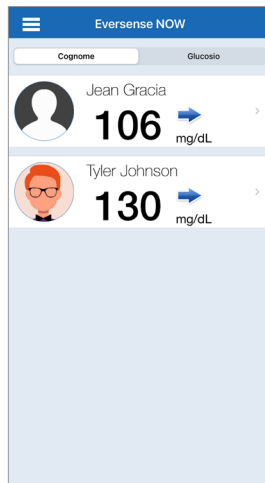 Eversense NOW
Cognome Glucosio
Jean Gracia
106 mg/dL
Tyler Johnson
130 mg/dL